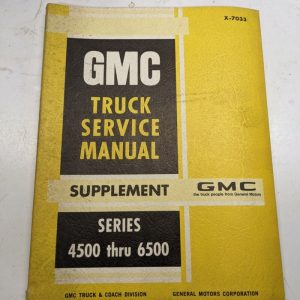 X-7033
GMC
TRUCK
SERVICE
MANUAL
SUPPLEMENT
GMC
the truck people from General Motors
SERIES
4500 thru 6500
GMC TRUCK & COACH DIVISION
GENERAL MOTORS CORPORATION